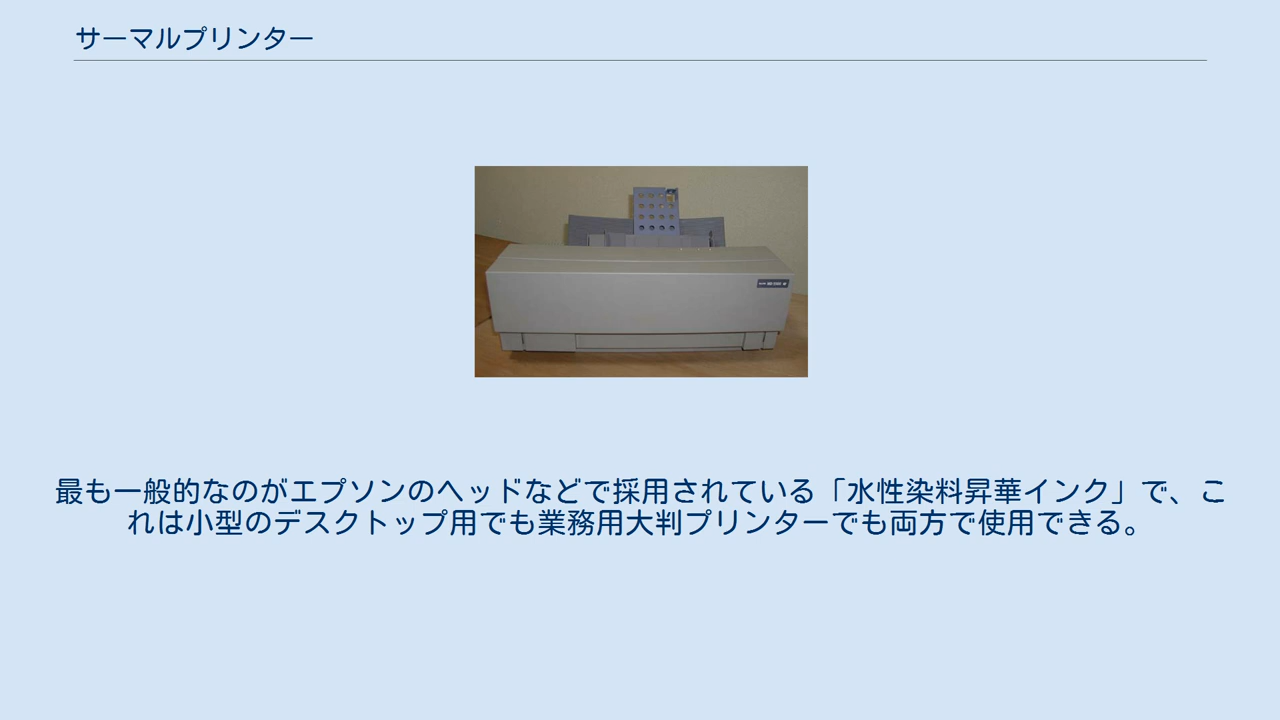 サーマルプリンター
最も一般的なのがエプソンのヘッドなどで採用されている「水性染料昇華インク」で、こ
れは小型のデスクトップ用でも業務用大判プリンターでも両方で使用できる。